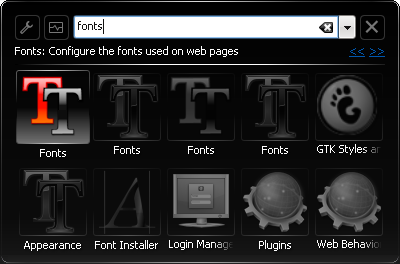 fonts
Fonts: Configure the fonts used on web pages << >>
Fonts Fonts Fonts Fonts GTK Styles an
Appearance Font Installer Login Manage Plugins Web Behavio